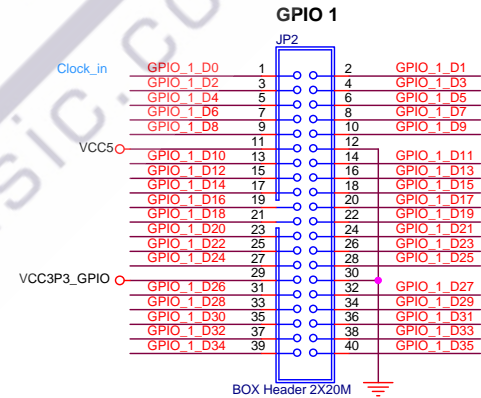 GPIO 1
JP2
Clock_in GPIO_1_D0 1 2 GPIO_1_D1
GPIO_1_D2 3 4 GPIO_1_D3
GPIO_1_D4 5 6 GPIO_1_D5
GPIO_1_D6 7 8 GPIO_1_D7
GPIO_1_D8 9 10 GPIO_1_D9
VCC5 11 12
GPIO_1_D10 13 14 GPIO_1_D11
GPIO_1_D12 15 16 GPIO_1_D13
GPIO_1_D14 17 18 GPIO_1_D15
GPIO_1_D16 19 20 GPIO_1_D17
GPIO_1_D18 21 22 GPIO_1_D19
GPIO_1_D20 23 24 GPIO_1_D21
GPIO_1_D22 25 26 GPIO_1_D23
GPIO_1_D24 27 28 GPIO_1_D25
VCC3P3_GPIO 29 30
GPIO_1_D26 31 32 GPIO_1_D27
GPIO_1_D28 33 34 GPIO_1_D29
GPIO_1_D30 35 36 GPIO_1_D31
GPIO_1_D32 37 38 GPIO_1_D33
GPIO_1_D34 39 40 GPIO_1_D35
BOX Header 2X20M